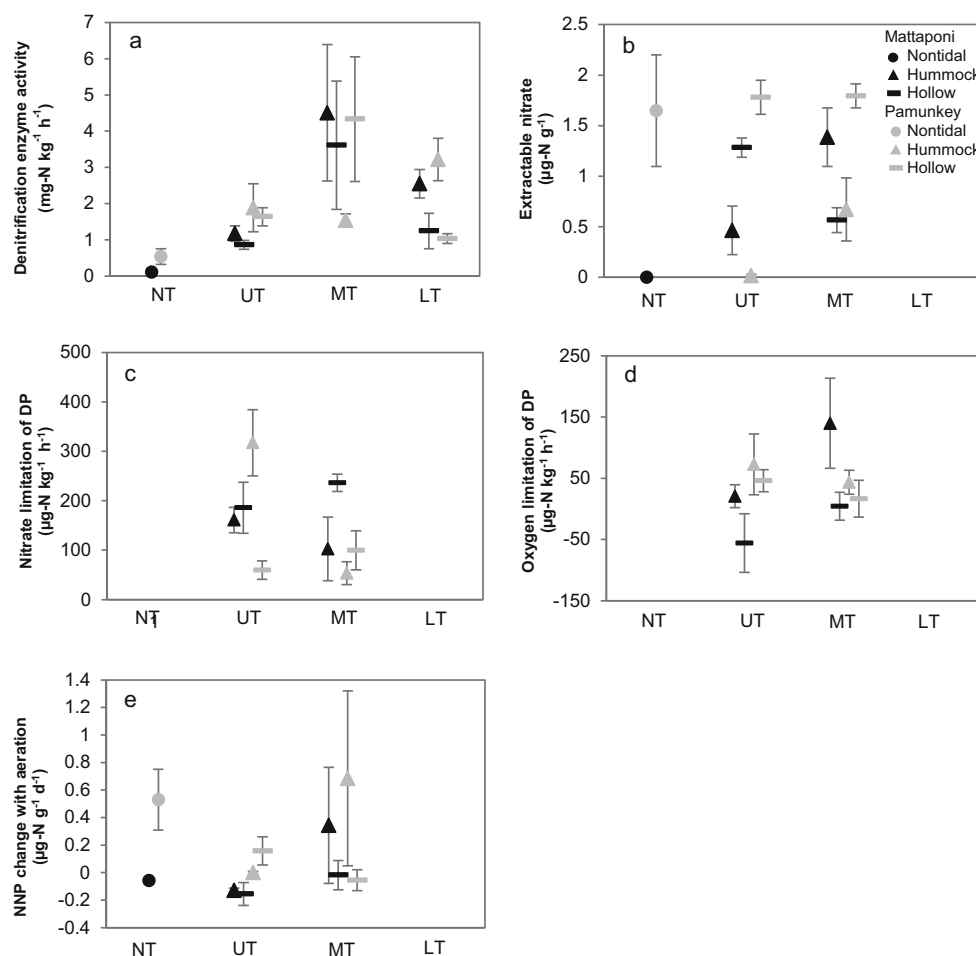 a
Denitrification enzyme activity
(mg-N kg⁻¹ h⁻¹)
7
6
5
4
3
2
1
0
NT UT MT LT
b
Extractable nitrate
(µg-N g⁻¹)
2.5
2
1.5
1
0.5
0
NT UT MT LT
Mattaponi
Nontidal
Hummock
Hollow
Pamunkey
Nontidal
Hummock
Hollow
c
Nitrate limitation of DP
(µg-N kg⁻¹ h⁻¹)
500
400
300
200
100
0
NT UT MT LT
1
d
Oxygen limitation of DP
(µg-N kg⁻¹ h⁻¹)
250
150
50
-50
-150
NT UT MT LT
e
NNP change with aeration
(µg-N g⁻¹ d⁻¹)
1.4
1.2
1
0.8
0.6
0.4
0.2
0
-0.2
-0.4
NT UT MT LT